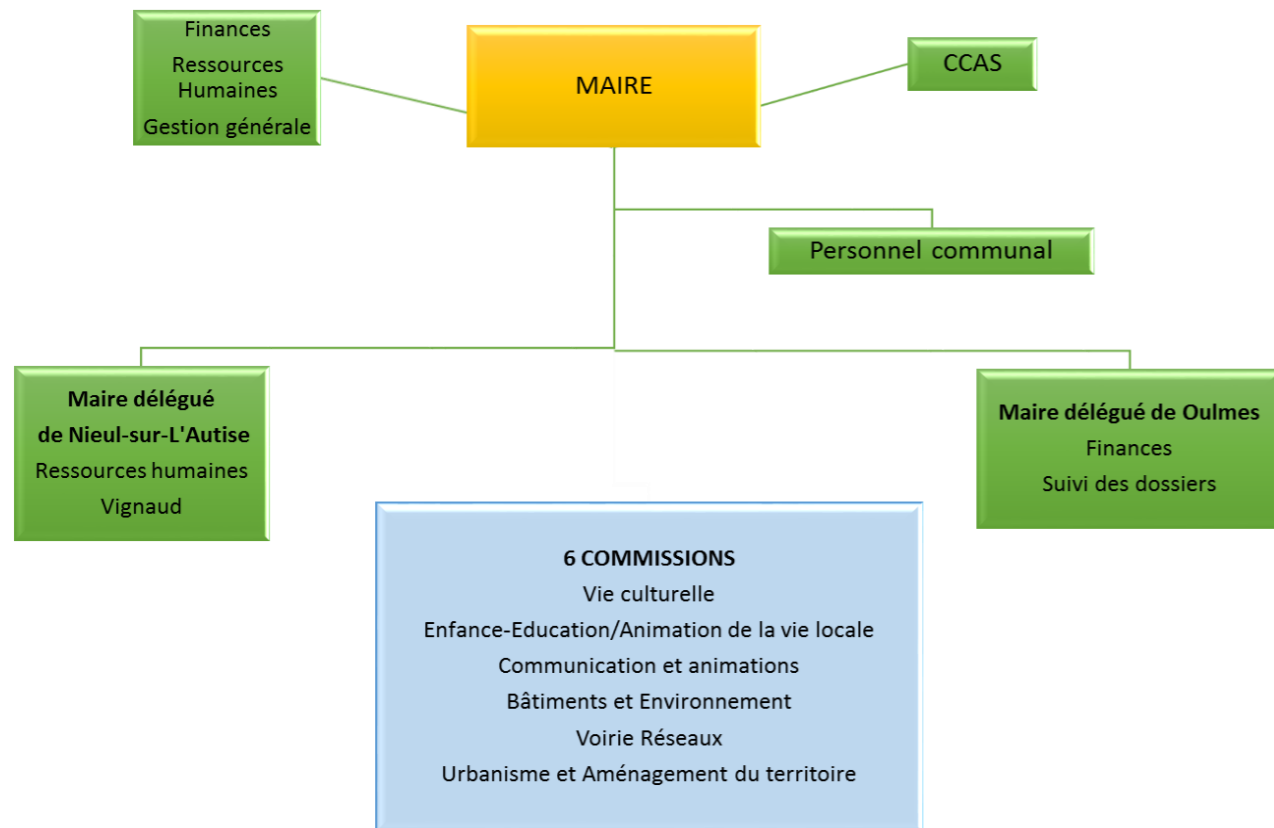 Finances
Ressources
Humaines
Gestion générale
MAIRE
CCAS
Personnel communal
Maire délégué
de Nieul-sur-L'Autise
Ressources humaines
Vignaud
Maire délégué de Oulmes
Finances
Suivi des dossiers
6 COMMISSIONS
Vie culturelle
Enfance-Education/Animation de la vie locale
Communication et animations
Bâtiments et Environnement
Voirie Réseaux
Urbanisme et Aménagement du territoire